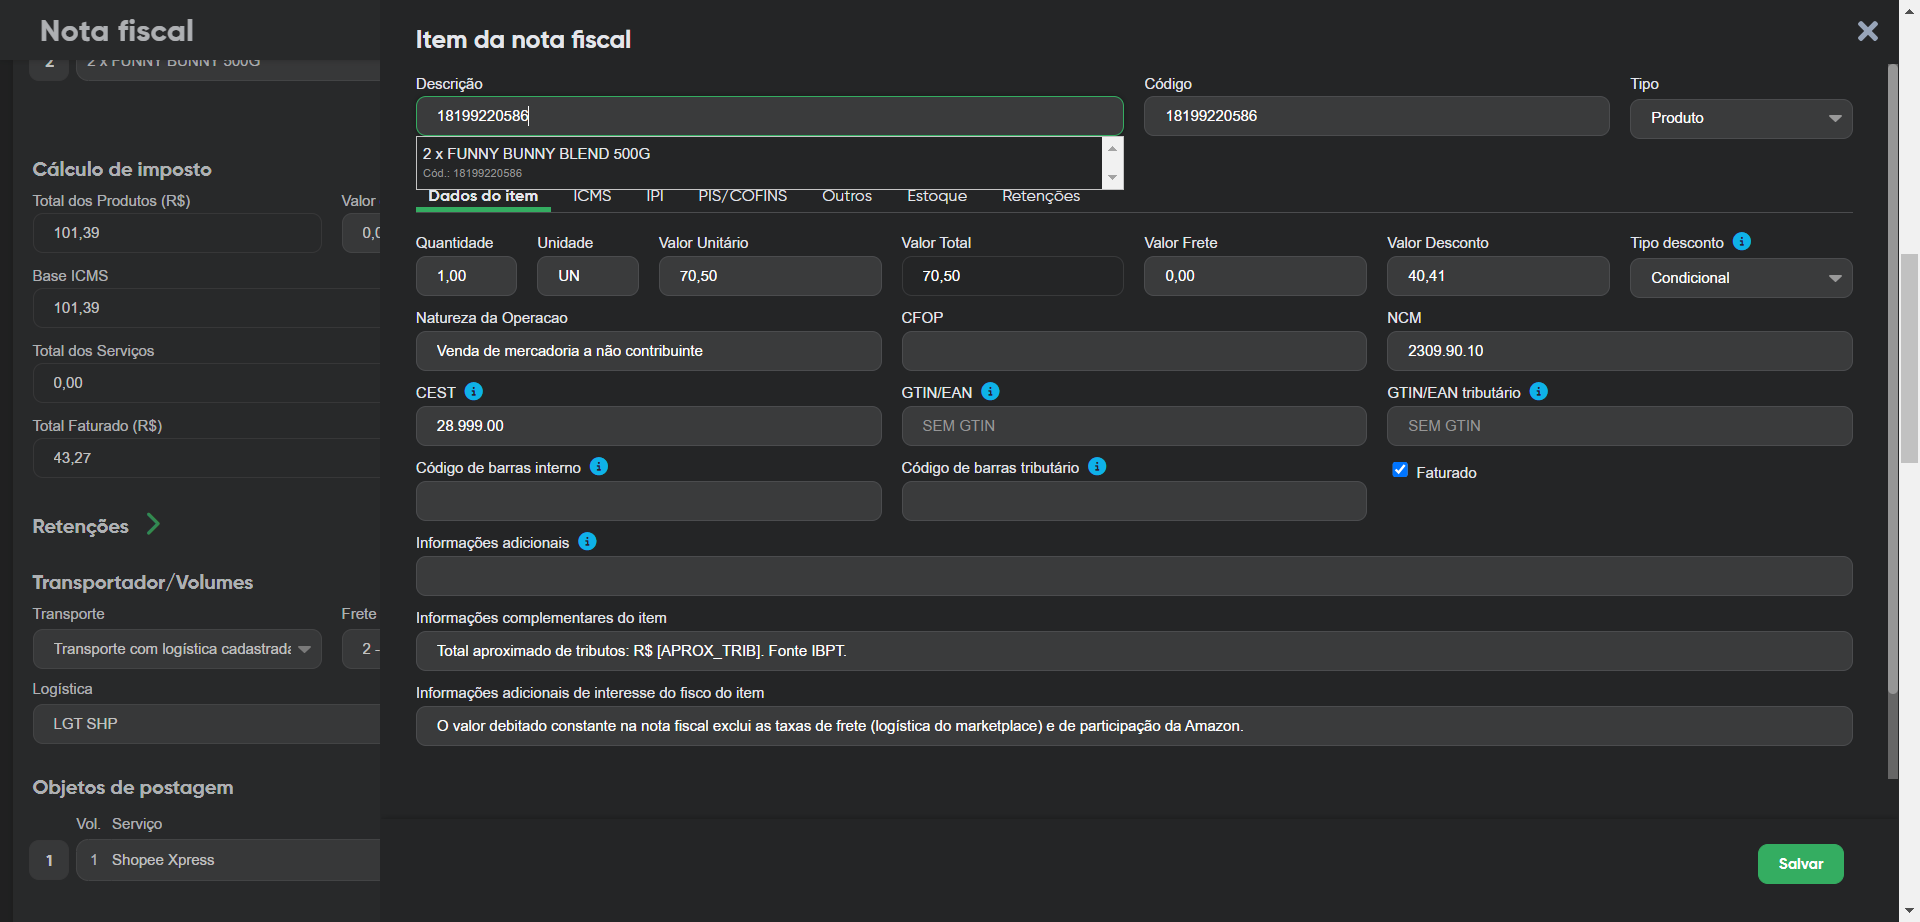 Nota fiscal
2 2 x FUNNY BUNNY 500G
Cálculo de imposto
Total dos Produtos (R$) Valor
101,39 0,0
Base ICMS
101,39
Total dos Serviços
0,00
Total Faturado (R$)
43,27
Retenções
Transportador/Volumes
Transporte Frete
Transporte com logística cadastrada 2 -
Logística
LGT SHP
Objetos de postagem
Vol. Serviço
1 1 Shopee Xpress
Item da nota fiscal
Descrição Código Tipo
18199220586 18199220586 Produto
2 x FUNNY BUNNY BLEND 500G
Cód.: 18199220586
Dados do item ICMS IPI PIS/COFINS Outros Estoque Retenções
Quantidade Unidade Valor Unitário Valor Total Valor Frete Valor Desconto Tipo desconto
1,00 UN 70,50 70,50 0,00 40,41 Condicional
Natureza da Operacao CFOP NCM
Venda de mercadoria a não contribuinte 2309.90.10
CEST GTIN/EAN GTIN/EAN tributário
28.999.00 SEM GTIN SEM GTIN
Código de barras interno Código de barras tributário Faturado
Informações adicionais
Informações complementares do item
Total aproximado de tributos: R$ [APROX_TRIB]. Fonte IBPT.
Informações adicionais de interesse do fisco do item
O valor debitado constante na nota fiscal exclui as taxas de frete (logística do marketplace) e de participação da Amazon.
Salvar